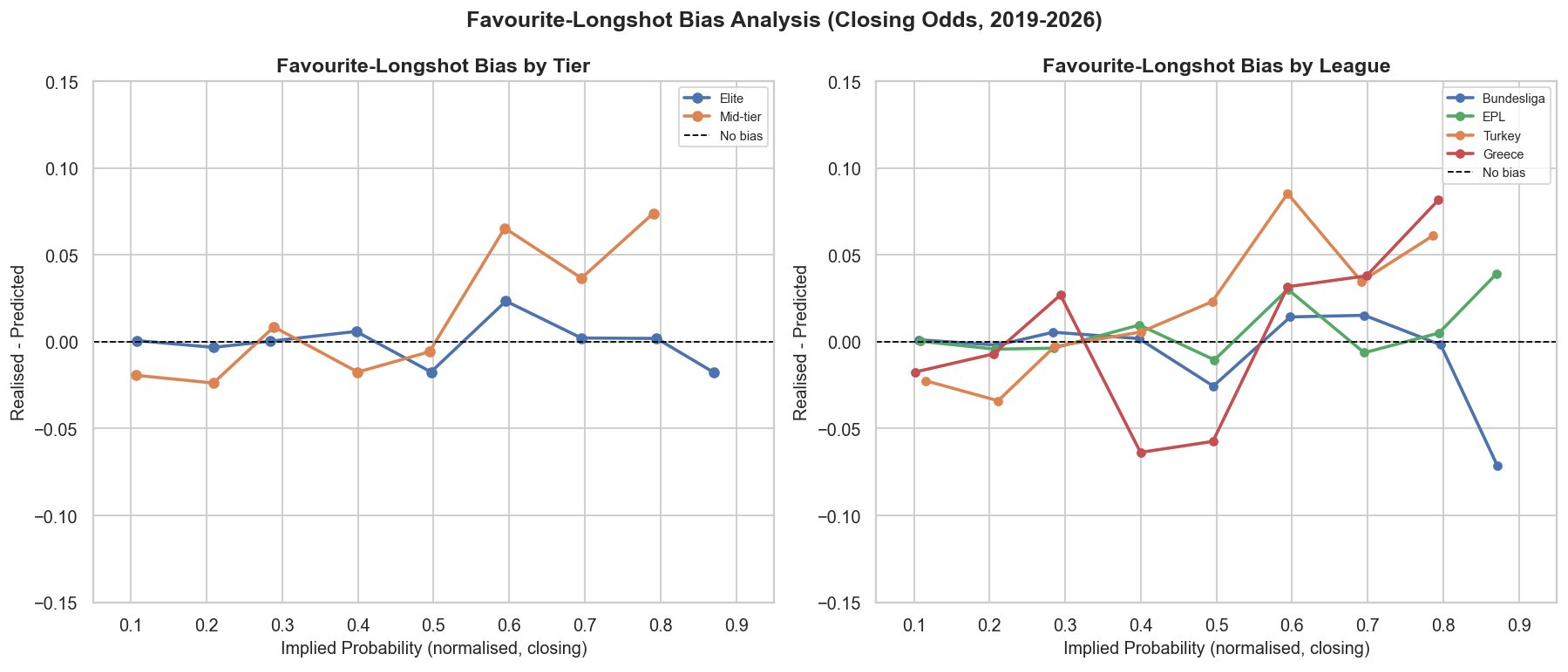 Favourite-Longshot Bias Analysis (Closing Odds, 2019-2026)
Favourite-Longshot Bias by Tier
0.15
0.10
0.05
0.00
−0.05
−0.10
−0.15
Realised - Predicted
0.1 0.2 0.3 0.4 0.5 0.6 0.7 0.8 0.9
Implied Probability (normalised, closing)
Elite
Mid-tier
No bias
Favourite-Longshot Bias by League
0.15
0.10
0.05
0.00
−0.05
−0.10
−0.15
Realised - Predicted
0.1 0.2 0.3 0.4 0.5 0.6 0.7 0.8 0.9
Implied Probability (normalised, closing)
Bundesliga
EPL
Turkey
Greece
No bias